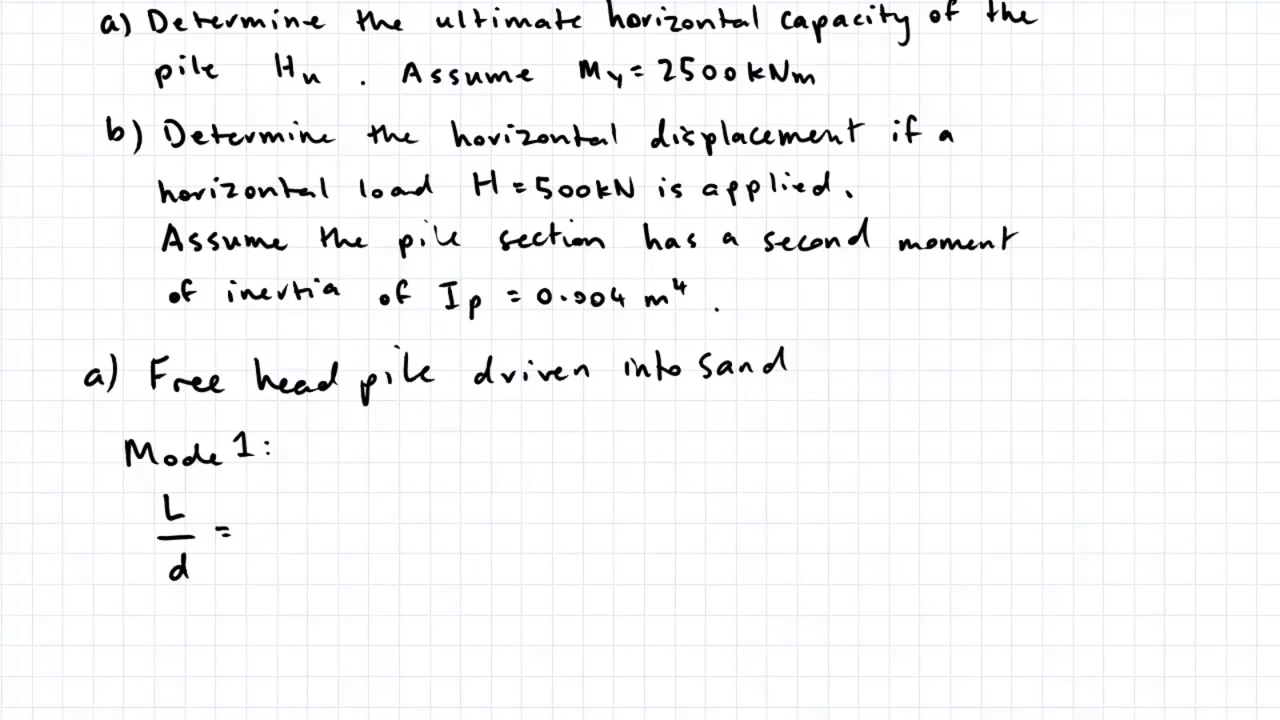 a) Determine the ultimate horizontal capacity of the
pile Hu . Assume My = 2500kNm
b) Determine the horizontal displacement if a
horizontal load H = 500kN is applied.
Assume the pile section has a second moment
of inertia of Ip = 0.004 m⁴ .
a) Free head pile driven into sand
Mode 1:
L
— =
d